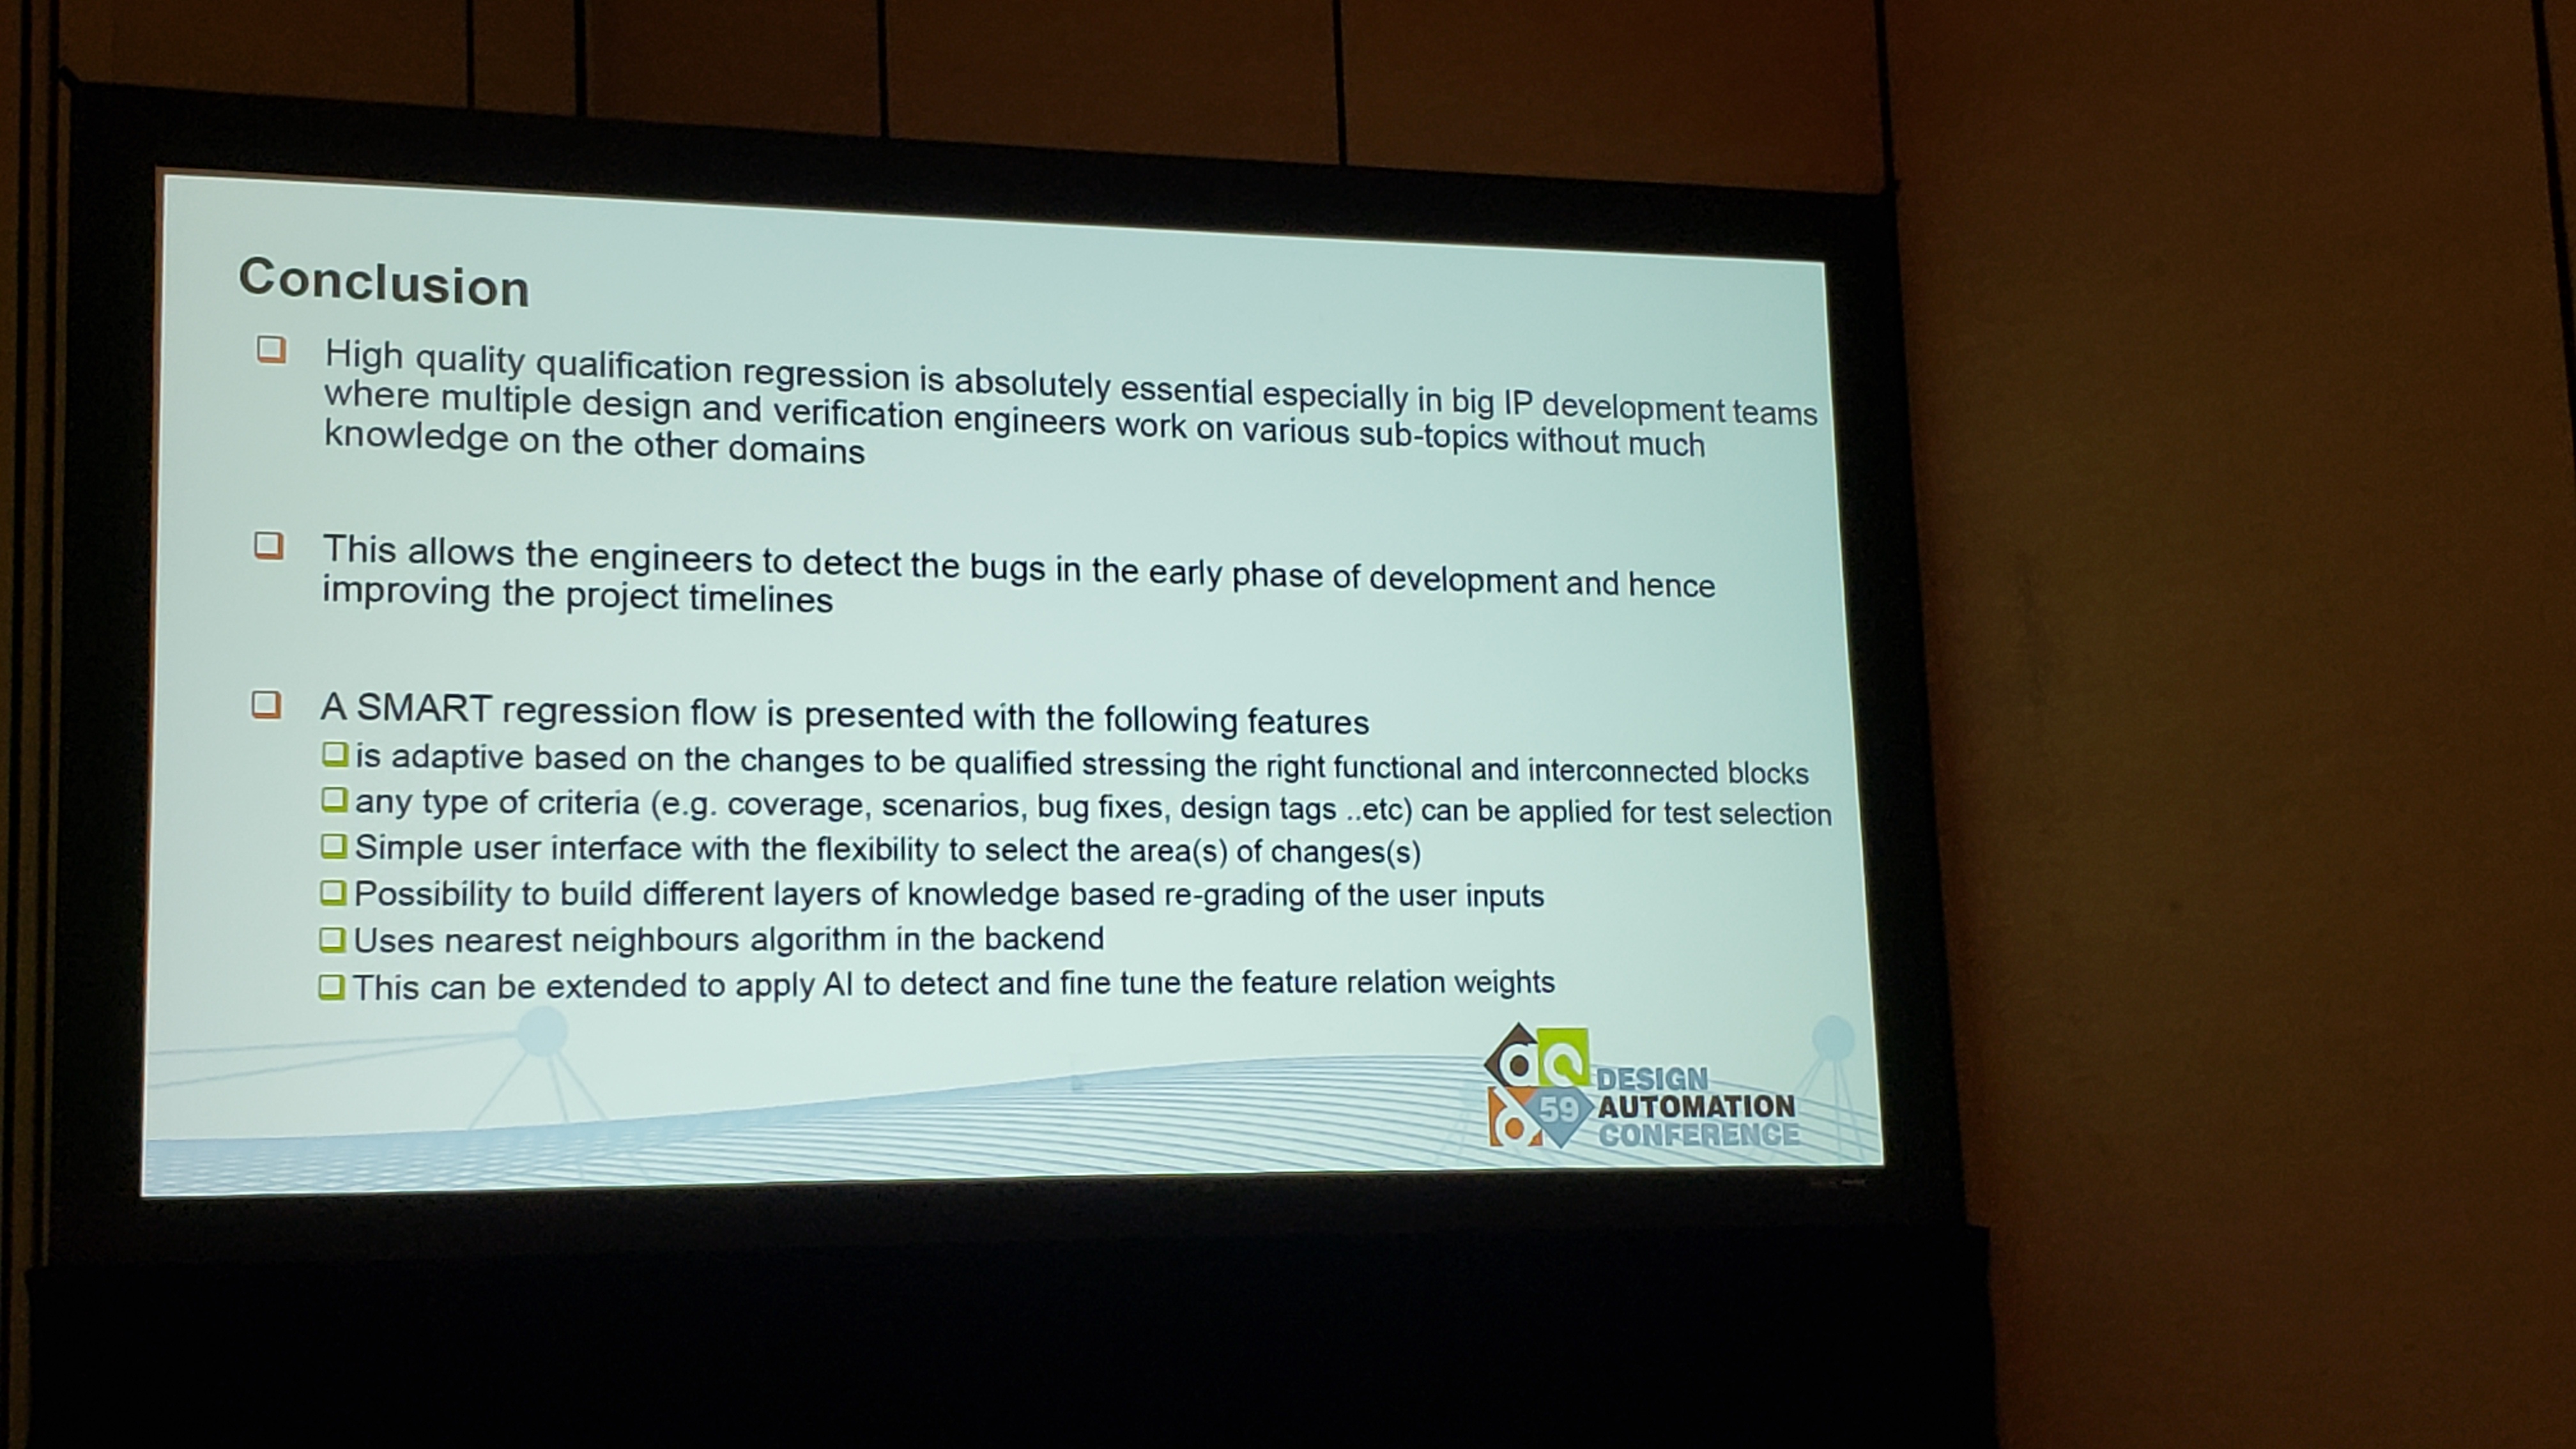 Conclusion
High quality qualification regression is absolutely essential especially in big IP development teams
where multiple design and verification engineers work on various sub-topics without much
knowledge on the other domains
This allows the engineers to detect the bugs in the early phase of development and hence
improving the project timelines
A SMART regression flow is presented with the following features
is adaptive based on the changes to be qualified stressing the right functional and interconnected blocks
any type of criteria (e.g. coverage, scenarios, bug fixes, design tags ..etc) can be applied for test selection
Simple user interface with the flexibility to select the area(s) of changes(s)
Possibility to build different layers of knowledge based re-grading of the user inputs
Uses nearest neighbours algorithm in the backend
This can be extended to apply AI to detect and fine tune the feature relation weights
59
DESIGN
AUTOMATION
CONFERENCE